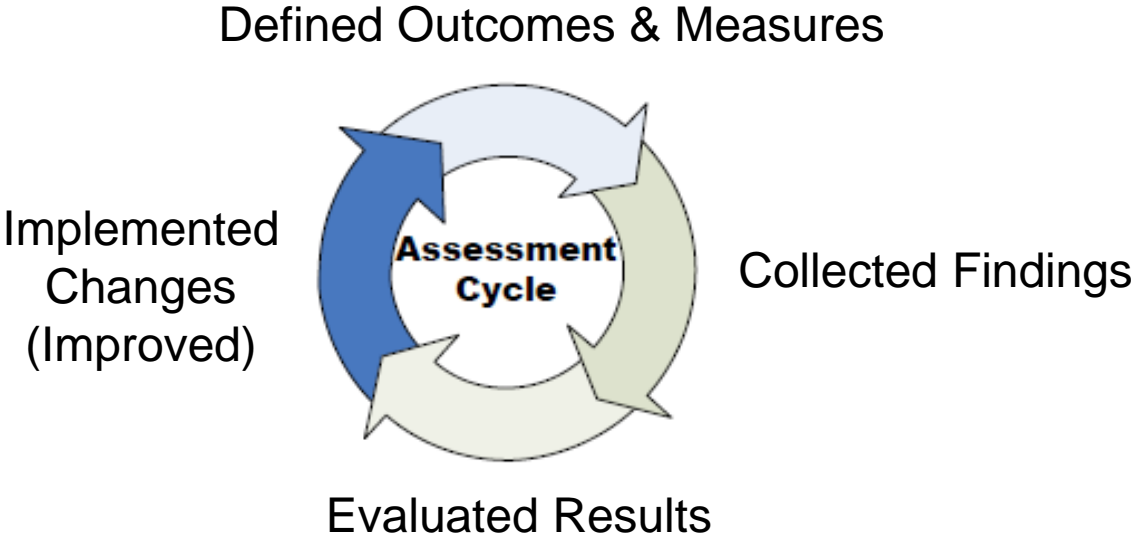 Defined Outcomes & Measures
Implemented
Changes
(Improved)
Assessment
Cycle
Collected Findings
Evaluated Results